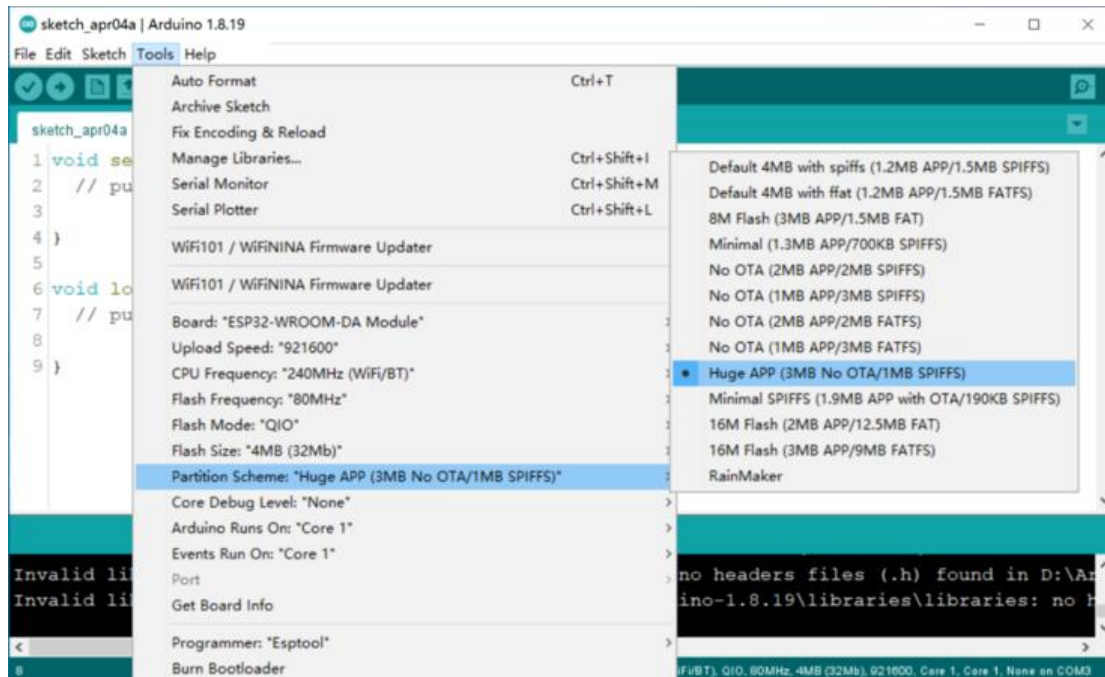 sketch_apr04a | Arduino 1.8.19
File Edit Sketch Tools Help
sketch_apr04a
1 void se
2 // pu
3
4 }
5
6 void lo
7 // pu
8
9 }
Auto Format Ctrl+T
Archive Sketch
Fix Encoding & Reload
Manage Libraries... Ctrl+Shift+I
Serial Monitor Ctrl+Shift+M
Serial Plotter Ctrl+Shift+L
WiFi101 / WiFiNINA Firmware Updater
WiFi101 / WiFiNINA Firmware Updater
Board: "ESP32-WROOM-DA Module"
Upload Speed: "921600"
CPU Frequency: "240MHz (WiFi/BT)"
Flash Frequency: "80MHz"
Flash Mode: "QIO"
Flash Size: "4MB (32Mb)"
Partition Scheme: "Huge APP (3MB No OTA/1MB SPIFFS)"
Core Debug Level: "None"
Arduino Runs On: "Core 1"
Events Run On: "Core 1"
Port
Get Board Info
Programmer: "Esptool"
Burn Bootloader
Default 4MB with spiffs (1.2MB APP/1.5MB SPIFFS)
Default 4MB with ffat (1.2MB APP/1.5MB FATFS)
8M Flash (3MB APP/1.5MB FAT)
Minimal (1.3MB APP/700KB SPIFFS)
No OTA (2MB APP/2MB SPIFFS)
No OTA (1MB APP/3MB SPIFFS)
No OTA (2MB APP/2MB FATFS)
No OTA (1MB APP/3MB FATFS)
Huge APP (3MB No OTA/1MB SPIFFS)
Minimal SPIFFS (1.9MB APP with OTA/190KB SPIFFS)
16M Flash (2MB APP/12.5MB FAT)
16M Flash (3MB APP/9MB FATFS)
RainMaker
Invalid li no headers files (.h) found in D:\Ar
Invalid li ino-1.8.19\libraries\libraries: no h
8 iFi/BT), QIO, 80MHz, 4MB (32Mb), 921600, Core 1, Core 1, None on COM3